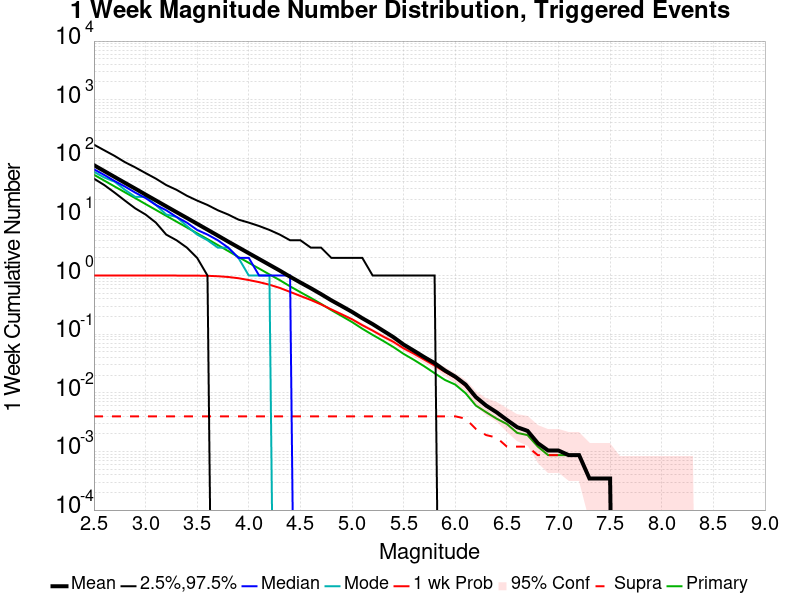 1 Week Magnitude Number Distribution, Triggered Events
10^4
10^3
10^2
10^1
10^0
10^-1
10^-2
10^-3
10^-4
1 Week Cumulative Number
2.5 3.0 3.5 4.0 4.5 5.0 5.5 6.0 6.5 7.0 7.5 8.0 8.5 9.0
Magnitude
Mean 2.5%,97.5% Median Mode 1 wk Prob 95% Conf Supra Primary